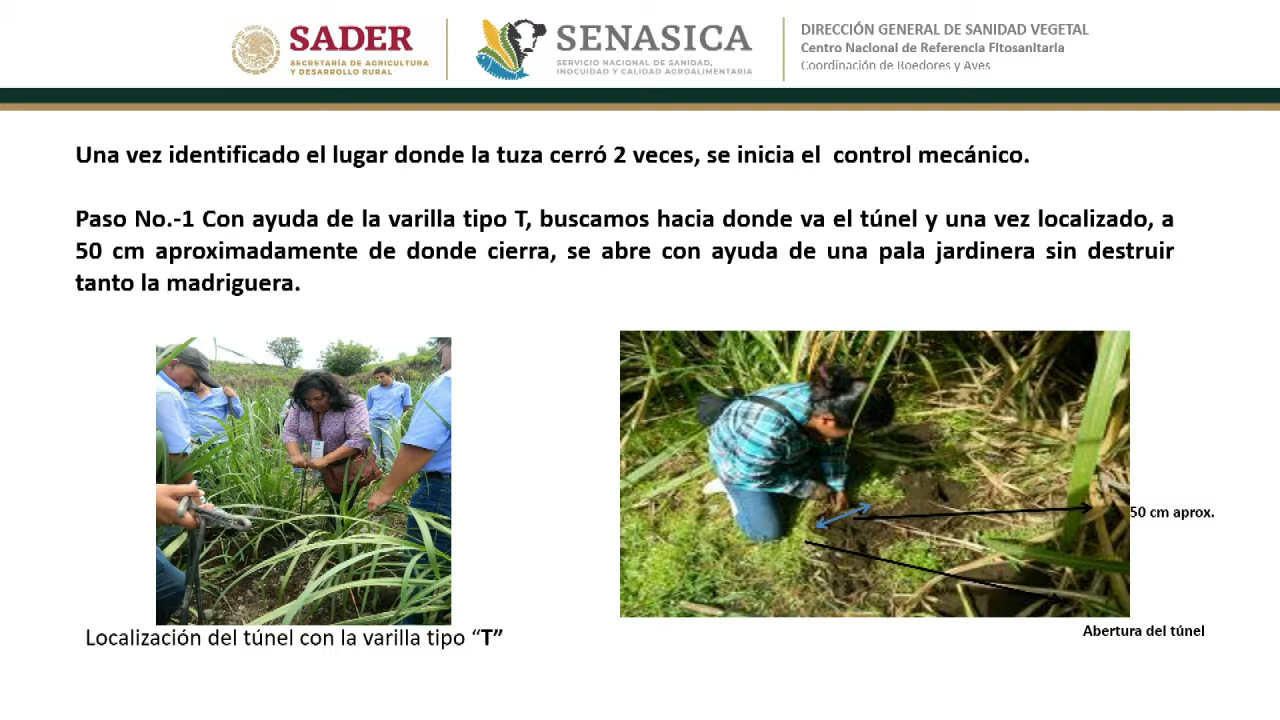 SADER
SECRETARÍA DE AGRICULTURA
Y DESARROLLO RURAL
SENASICA
SERVICIO NACIONAL DE SANIDAD,
INOCUIDAD Y CALIDAD AGROALIMENTARIA
DIRECCIÓN GENERAL DE SANIDAD VEGETAL
Centro Nacional de Referencia Fitosanitaria
Coordinación de Roedores y Aves
Una vez identificado el lugar donde la tuza cerró 2 veces, se inicia el control mecánico.
Paso No.-1 Con ayuda de la varilla tipo T, buscamos hacia donde va el túnel y una vez localizado, a
50 cm aproximadamente de donde cierra, se abre con ayuda de una pala jardinera sin destruir
tanto la madriguera.
50 cm aprox.
Abertura del túnel
Localización del túnel con la varilla tipo “T”